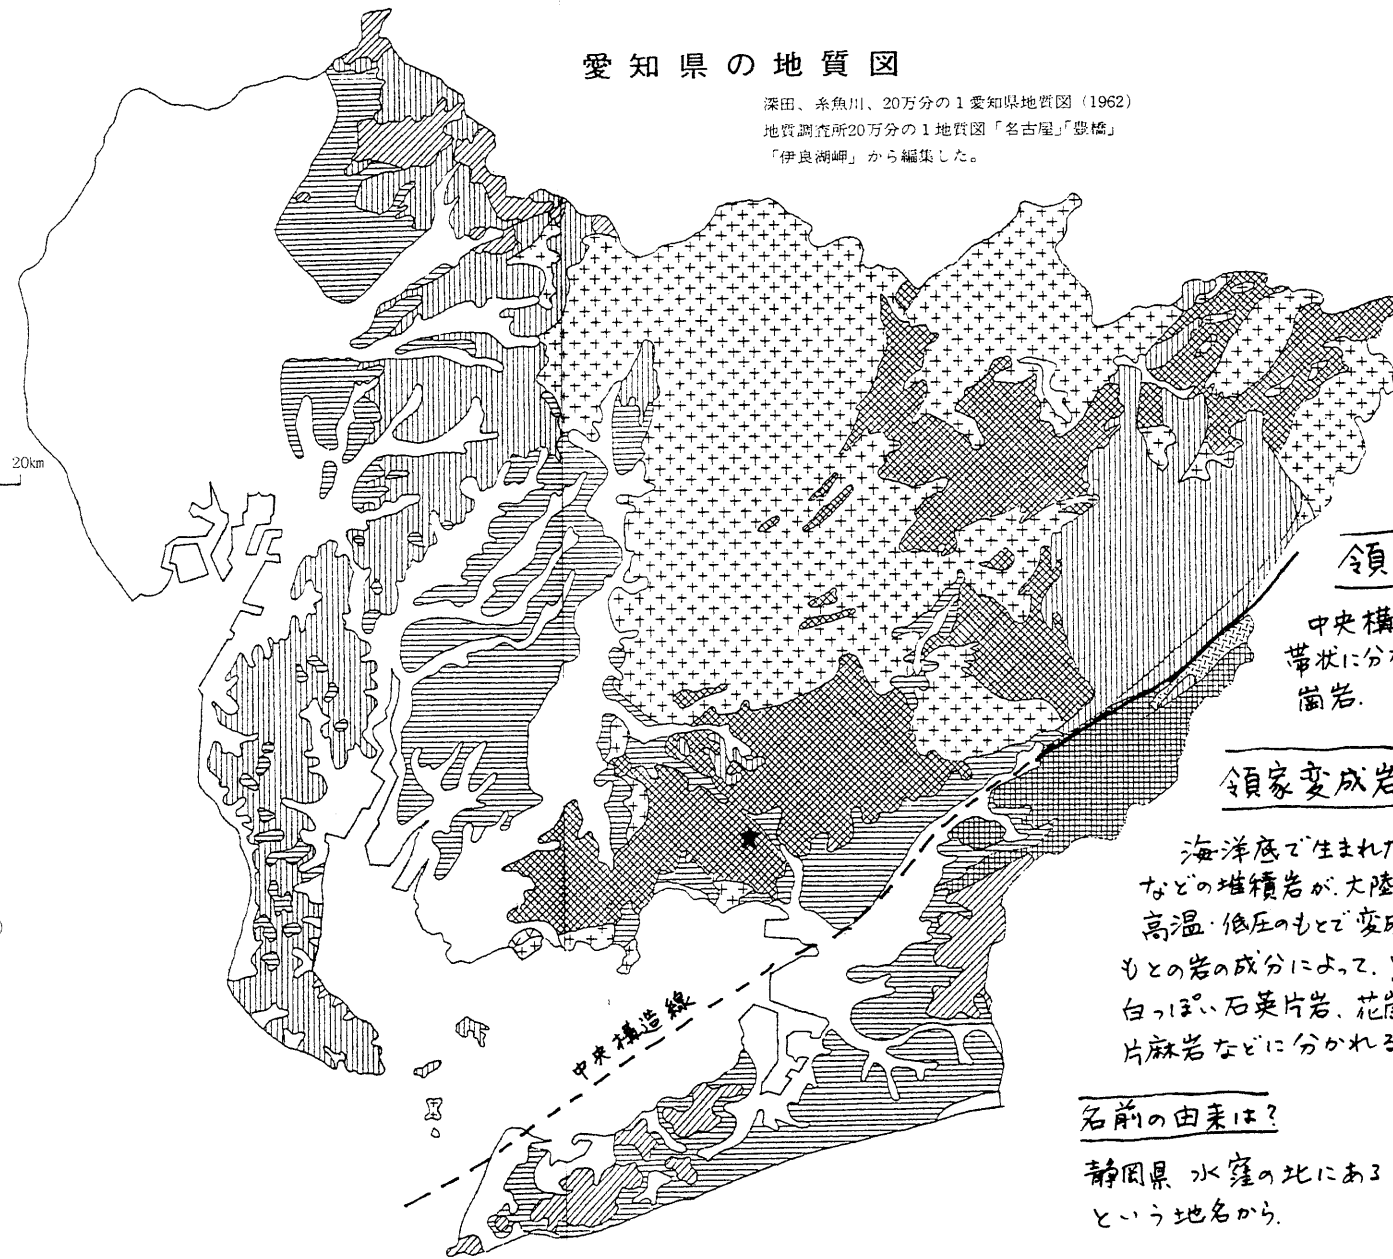 愛知県の地質図
深田、糸魚川、20万分の1愛知県地質図（1962）
地質調査所20万分の1地質図「名古屋」「豊橋」
「伊良湖岬」から編集した。
20km
領
中央構
帯状に分
崗岩.
領家変成岩
海洋底で生まれた
などの堆積岩が、大陸
高温・低圧のもとで変成
もとの岩の成分によって、
白っぽい石英片岩、花崗
片麻岩などに分かれる
中央構造線
名前の由来は？
静岡県 水窪の北にある
という地名から.